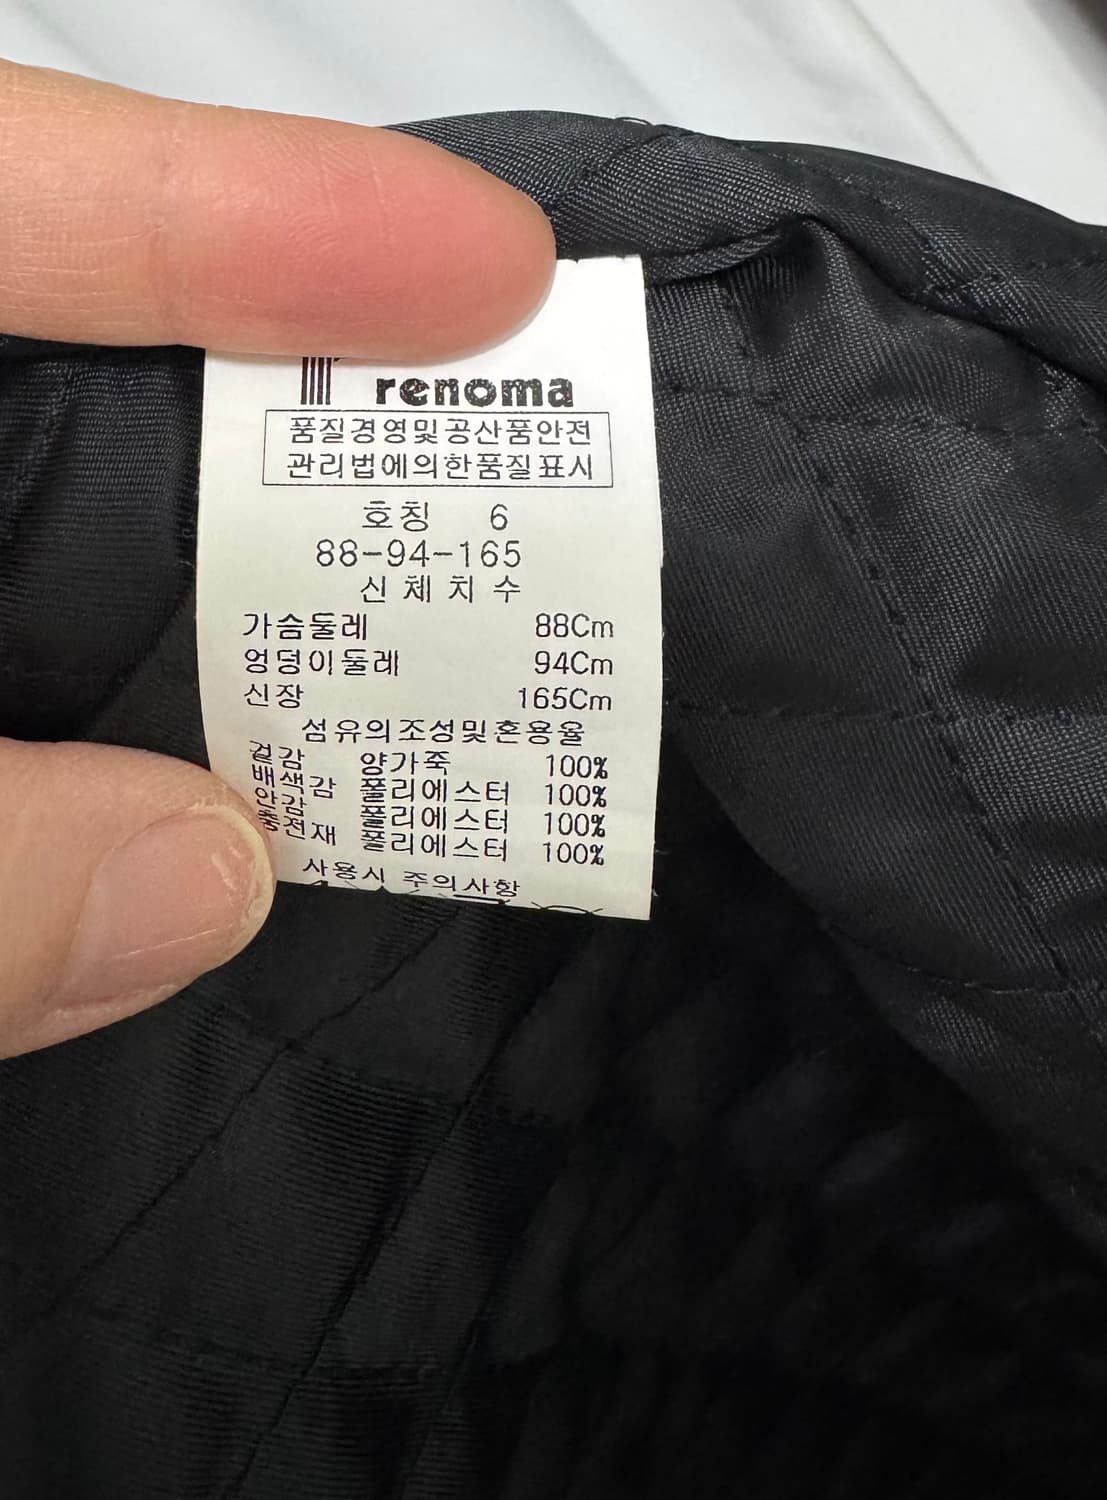 renoma
품질경영및공산품안전
관리법에의한품질표시
호칭 6
88-94-165
신체치수
가슴둘레 88Cm
엉덩이둘레 94Cm
신장 165Cm
섬유의조성및혼용율
겉감 양가죽 100%
배색감 폴리에스터 100%
안감 폴리에스터 100%
충전재 폴리에스터 100%
사용시 주의사항